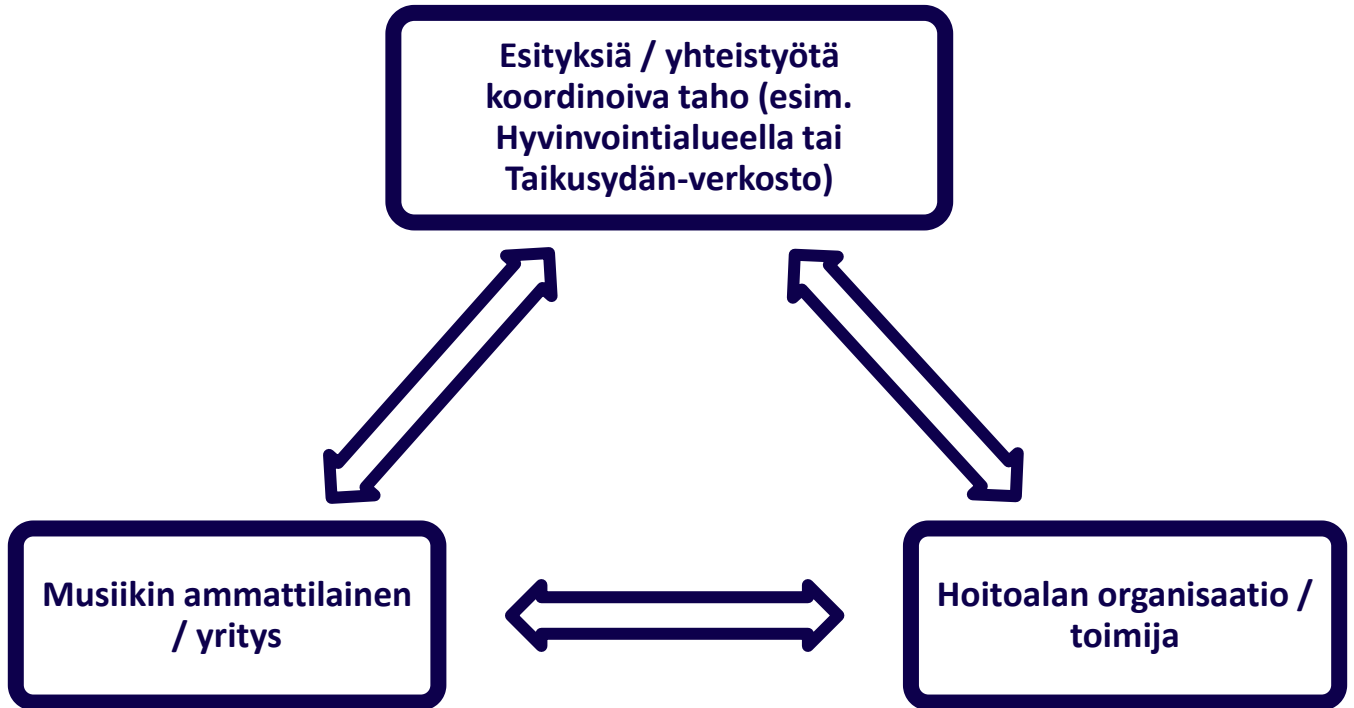 Esityksiä / yhteistyötä
koordinoiva taho (esim.
Hyvinvointialueella tai
Taikusydän-verkosto)
Musiikin ammattilainen
/ yritys
Hoitoalan organisaatio /
toimija